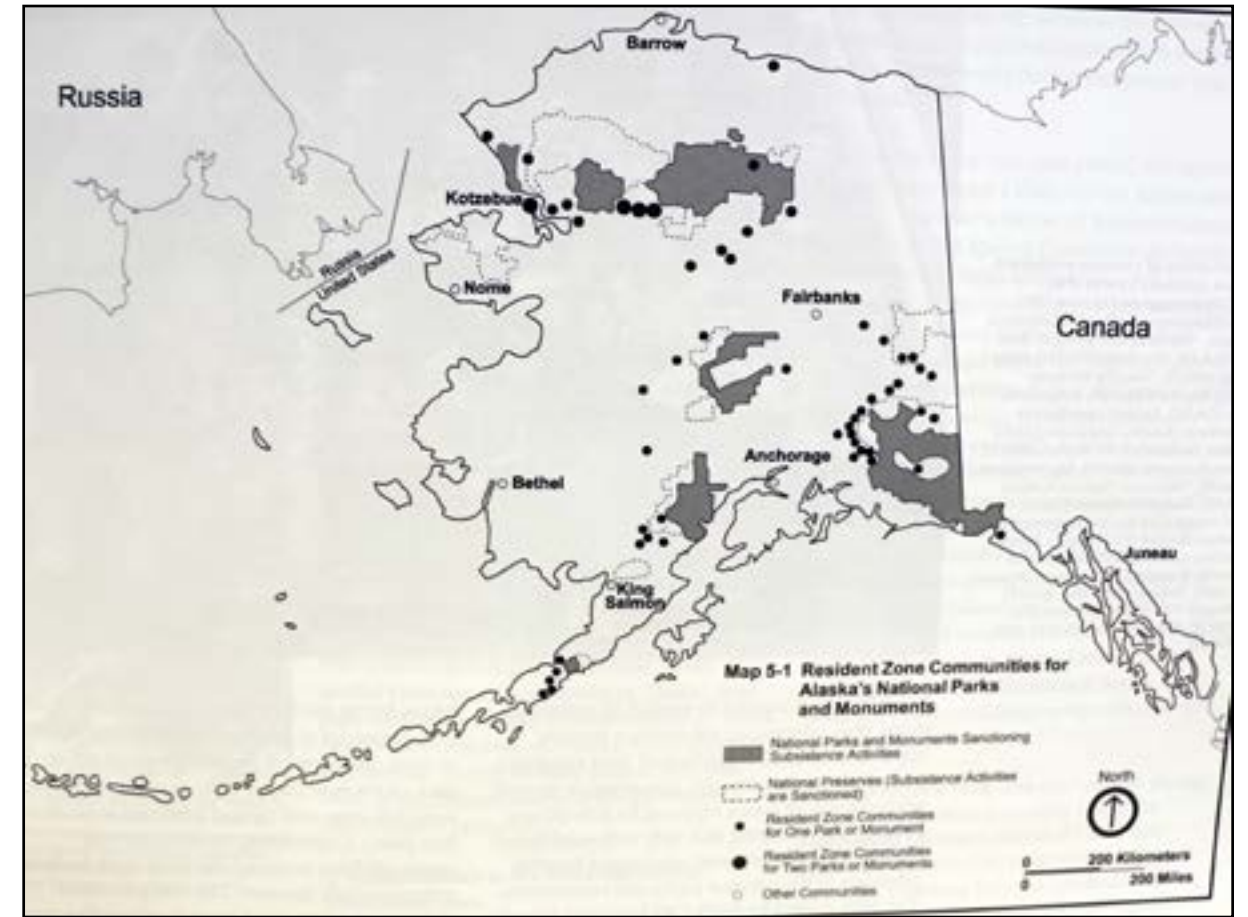 Barrow
Russia
Kotzebue
Russia
United States
Nome
Fairbanks
Canada
Anchorage
Bethel
Juneau
King
Salmon
Map 5-1 Resident Zone Communities for
Alaska's National Parks
and Monuments
National Parks and Monuments Sanctioning
Subsistence Activities
National Preserves (Subsistence Activities
are Sanctioned)
Resident Zone Communities
for One Park or Monument
Resident Zone Communities
for Two Parks or Monuments
Other Communities
North
0 200 Kilometers
0 200 Miles